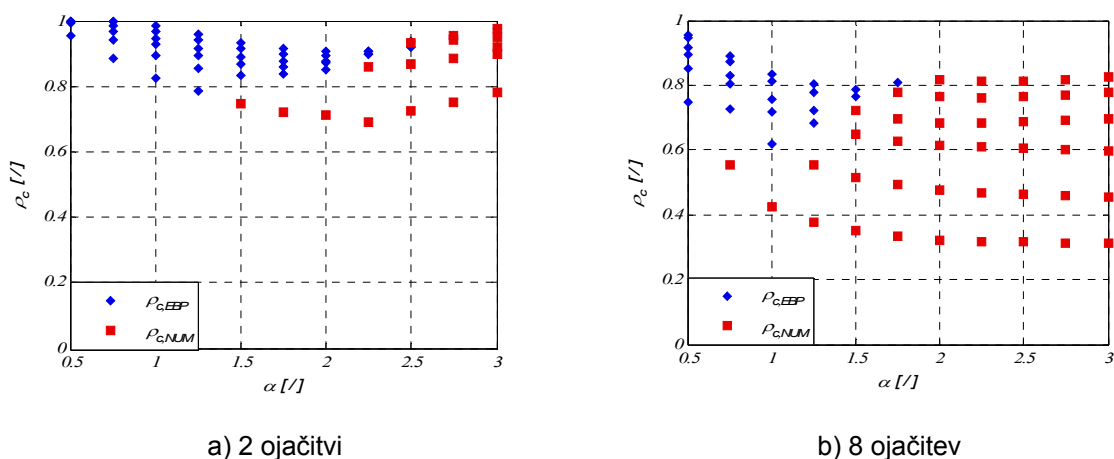 1
0.8
0.6
0.4
0.2
0
ρc [/]
ρc,EBP
ρc,NUM
0.5 1 1.5 2 2.5 3
α [/]
a) 2 ojačitvi
1
0.8
0.6
0.4
0.2
0
ρc [/]
ρc,EBP
ρc,NUM
0.5 1 1.5 2 2.5 3
α [/]
b) 8 ojačitev